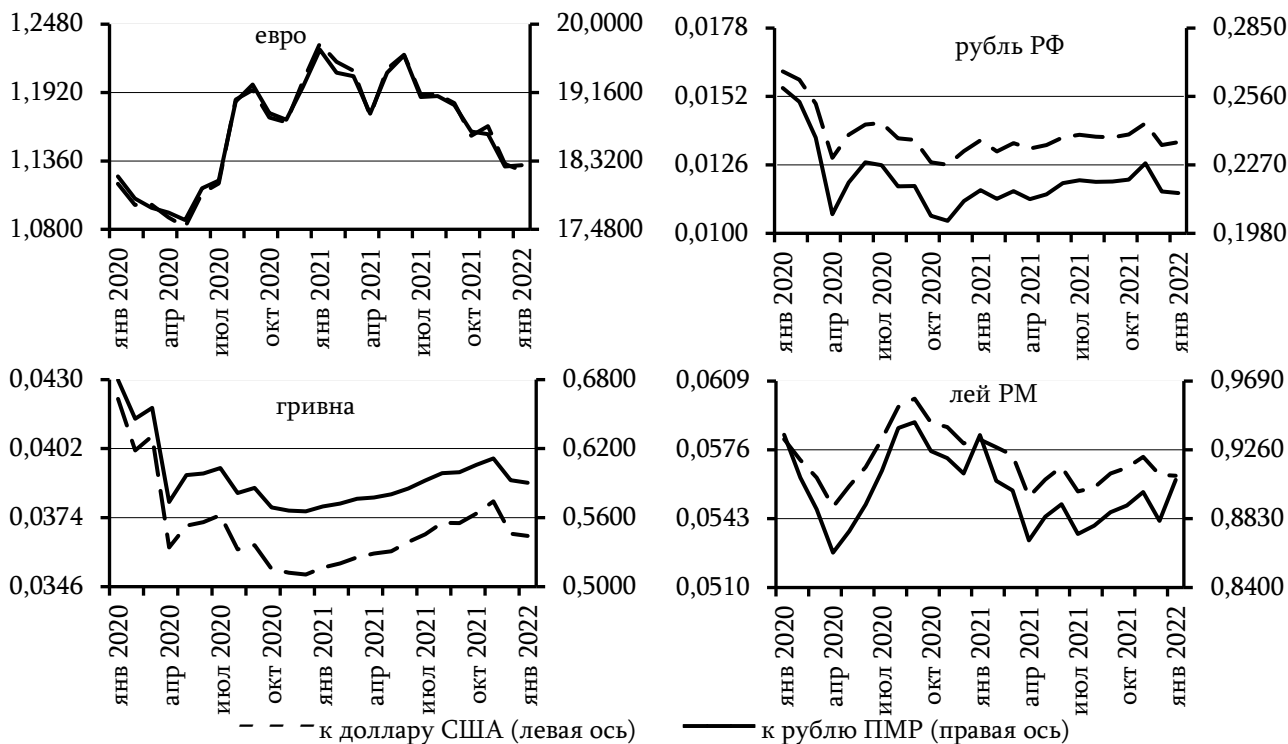 евро
1,2480
1,1920
1,1360
1,0800
20,0000
19,1600
18,3200
17,4800
янв 2020
апр 2020
июл 2020
окт 2020
янв 2021
апр 2021
июл 2021
окт 2021
янв 2022
рубль РФ
0,0178
0,0152
0,0126
0,0100
0,2850
0,2560
0,2270
0,1980
янв 2020
апр 2020
июл 2020
окт 2020
янв 2021
апр 2021
июл 2021
окт 2021
янв 2022
гривна
0,0430
0,0402
0,0374
0,0346
0,6800
0,6200
0,5600
0,5000
янв 2020
апр 2020
июл 2020
окт 2020
янв 2021
апр 2021
июл 2021
окт 2021
янв 2022
лей РМ
0,0609
0,0576
0,0543
0,0510
0,9690
0,9260
0,8830
0,8400
янв 2020
апр 2020
июл 2020
окт 2020
янв 2021
апр 2021
июл 2021
окт 2021
янв 2022
к доллару США (левая ось)
к рублю ПМР (правая ось)